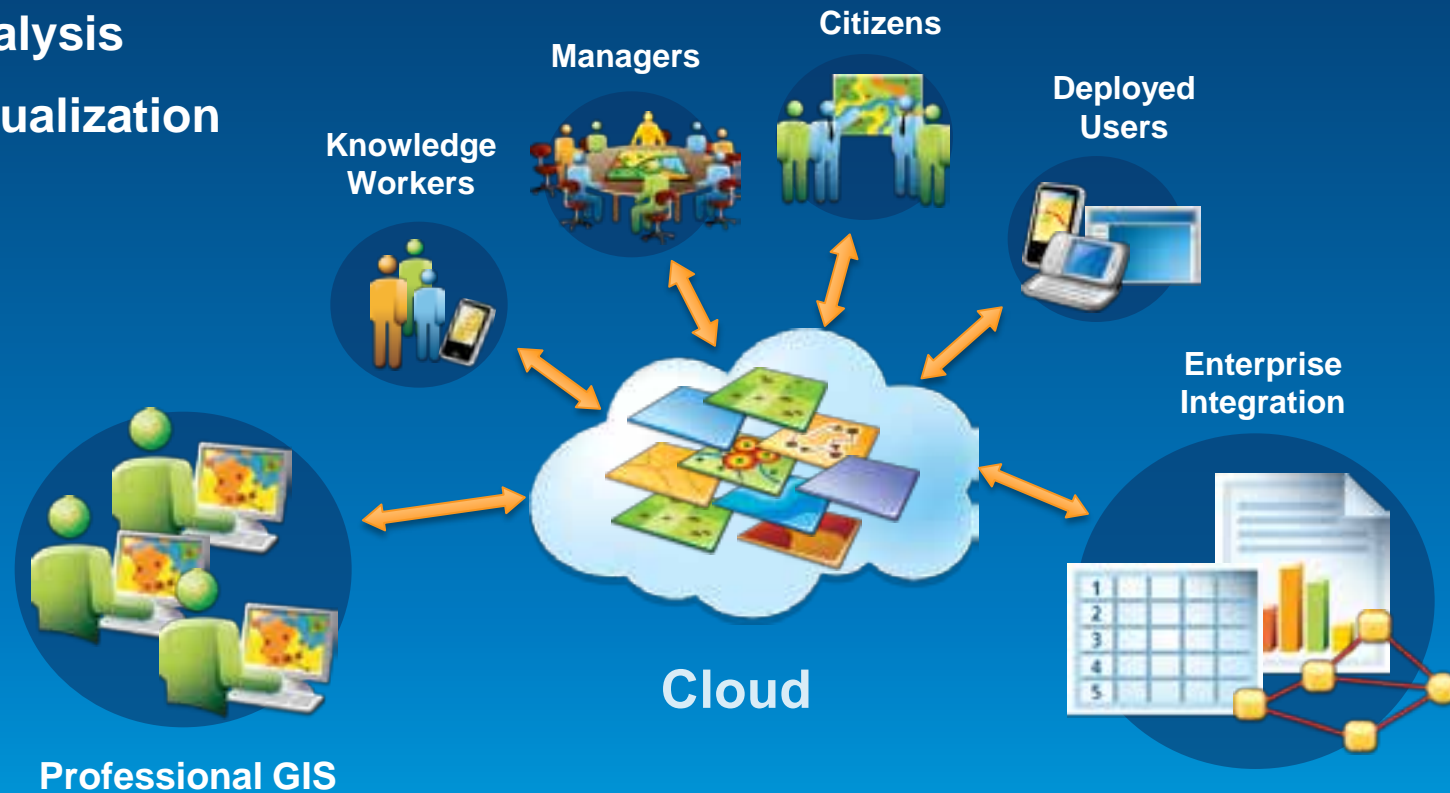 alysis
ualization
Citizens
Managers
Deployed
Users
Knowledge
Workers
Enterprise
Integration
1
2
3
4
5
Cloud
Professional GIS